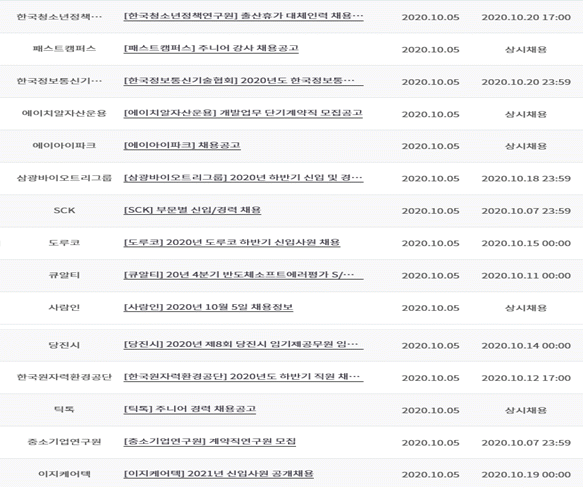 한국청소년정책··· [한국청소년정책연구원] 출산휴가 대체인력 채용··· 2020.10.05 2020.10.20 17:00
패스트캠퍼스 [패스트캠퍼스] 주니어 강사 채용공고 2020.10.05 상시채용
한국정보통신기··· [한국정보통신기술협회] 2020년도 한국정보통··· 2020.10.05 2020.10.20 23:59
에이치알자산운용 [에이치알자산운용] 개발업무 단기계약직 모집공고 2020.10.05 상시채용
에이아이파크 [에이아이파크] 채용공고 2020.10.05 상시채용
삼광바이오트리그룹 [삼광바이오트리그룹] 2020년 하반기 신입 및 경··· 2020.10.05 2020.10.18 23:59
SCK [SCK] 부문별 신입/경력 채용 2020.10.05 2020.10.07 23:59
도루코 [도루코] 2020년 도루코 하반기 신입사원 채용 2020.10.05 2020.10.15 00:00
큐알티 [큐알티] 20년 4분기 반도체소프트에러평가 S/··· 2020.10.05 2020.10.11 00:00
사람인 [사람인] 2020년 10월 5일 채용정보 2020.10.05 상시채용
당진시 [당진시] 2020년 제8회 당진시 임기제공무원 임··· 2020.10.05 2020.10.14 00:00
한국원자력환경공단 [한국원자력환경공단] 2020년도 하반기 직원 채··· 2020.10.05 2020.10.12 17:00
틱톡 [틱톡] 주니어 경력 채용공고 2020.10.05 상시채용
중소기업연구원 [중소기업연구원] 계약직연구원 모집 2020.10.05 2020.10.07 23:59
이지케어텍 [이지케어텍] 2021년 신입사원 공개채용 2020.10.05 2020.10.19 00:00